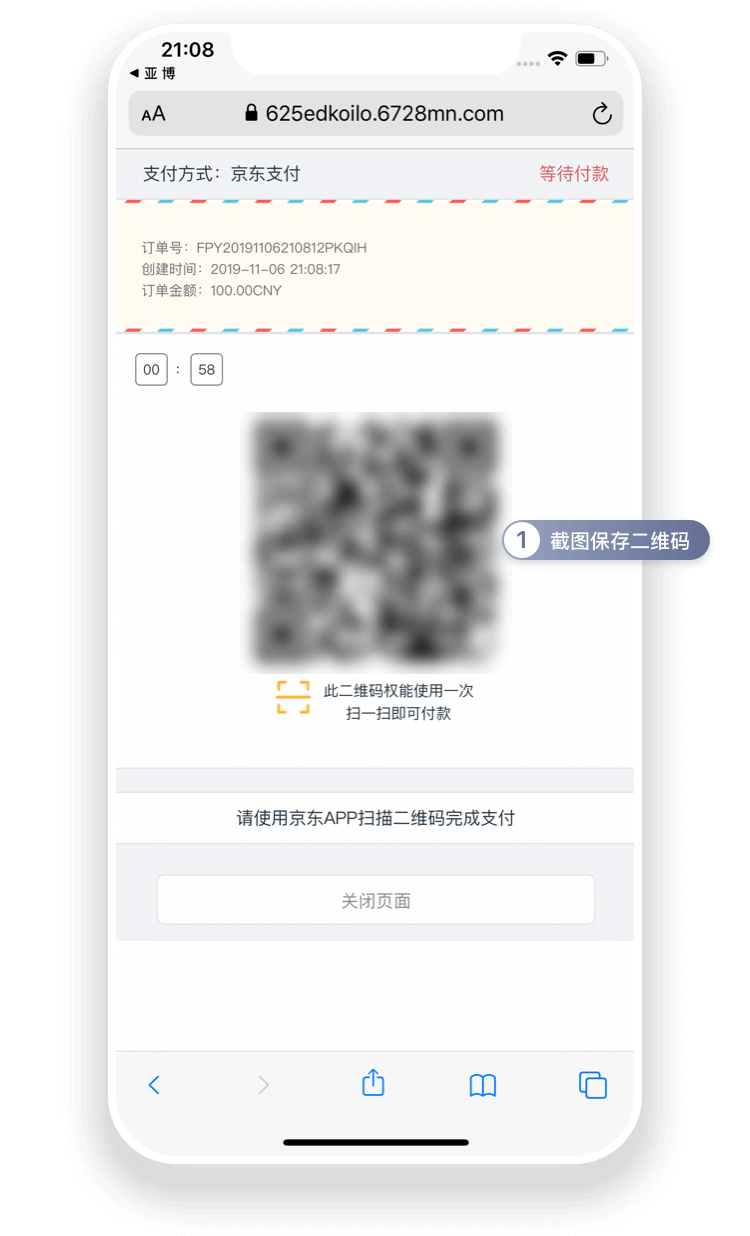 21:08
◀ 亚 博
AA 625edkoilo.6728mn.com
支付方式：京东支付 等待付款
订单号：FPY20191106210812PKQIH
创建时间：2019-11-06 21:08:17
订单金额：100.00CNY
00 : 58
1 截图保存二维码
此二维码权能使用一次
扫一扫即可付款
请使用京东APP扫描二维码完成支付
关闭页面